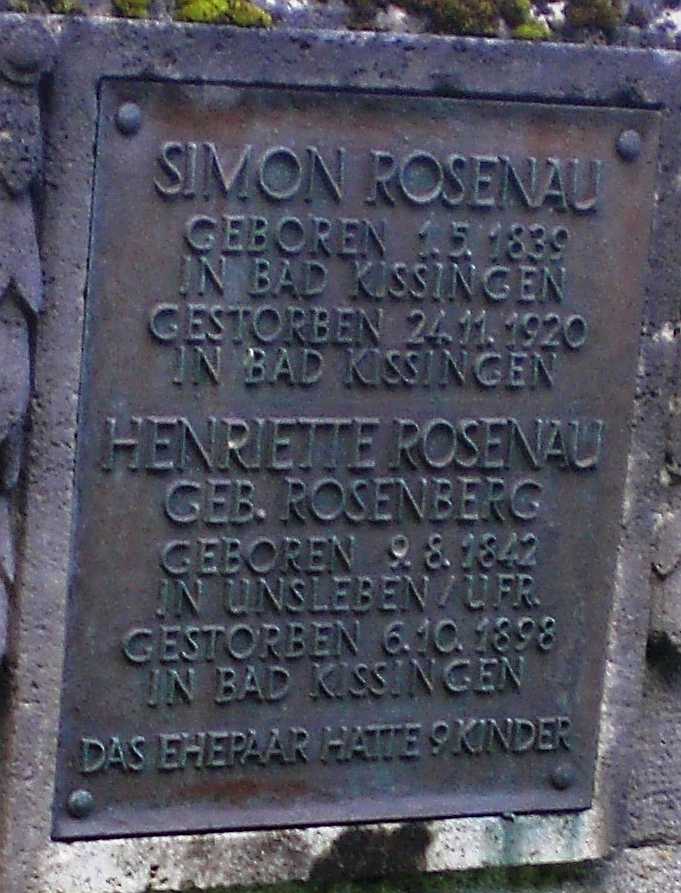 SIMON ROSENAU
GEBOREN 1.5.1839
IN BAD KISSINGEN
GESTORBEN 24.11.1920
IN BAD KISSINGEN
HENRIETTE ROSENAU
GEB. ROSENBERG
GEBOREN 9.8.1842
IN UNSLEBEN/UFR.
GESTORBEN 6.10.1898
IN BAD KISSINGEN
DAS EHEPAAR HATTE 9 KINDER